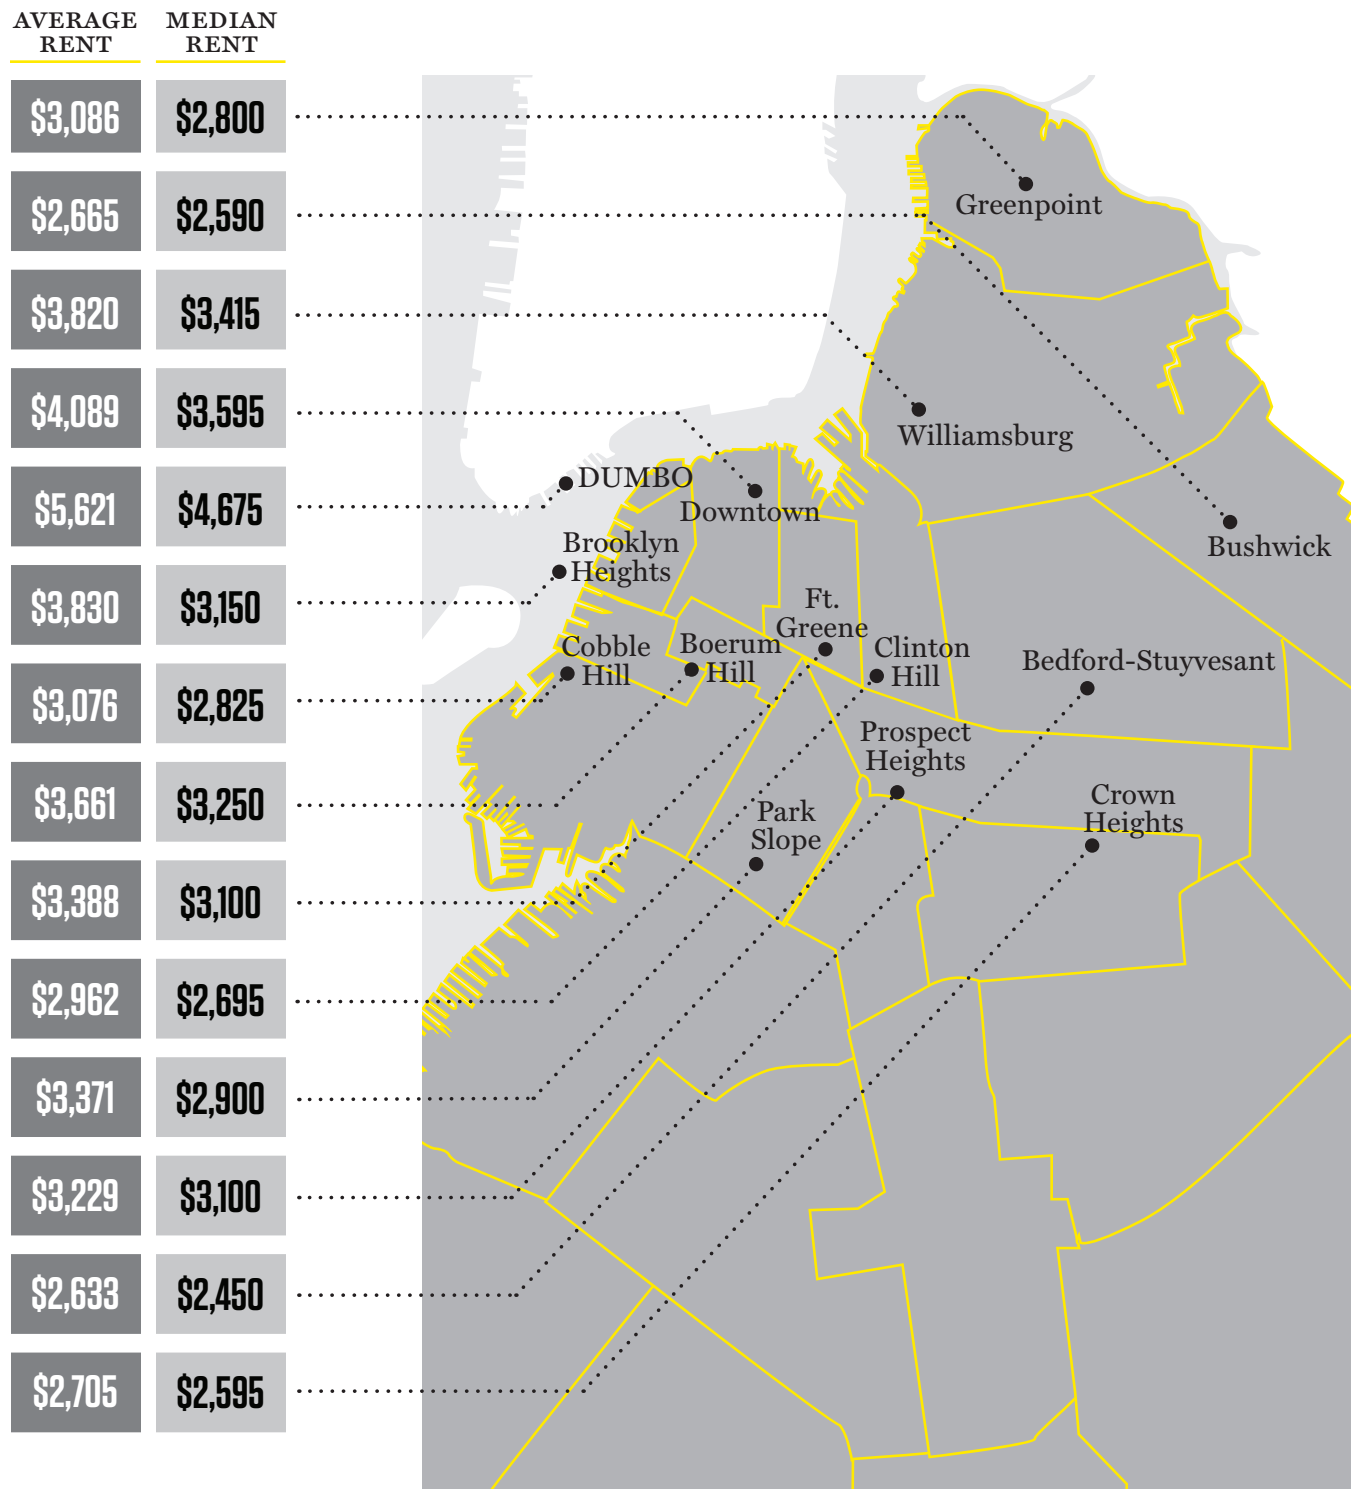 AVERAGE
RENT
MEDIAN
RENT
$3,086 $2,800
$2,665 $2,590
$3,820 $3,415
$4,089 $3,595
$5,621 $4,675
$3,830 $3,150
$3,076 $2,825
$3,661 $3,250
$3,388 $3,100
$2,962 $2,695
$3,371 $2,900
$3,229 $3,100
$2,633 $2,450
$2,705 $2,595
Greenpoint
Williamsburg
DUMBO
Downtown
Bushwick
Brooklyn
Heights
Ft.
Greene
Cobble
Hill
Boerum
Hill
Clinton
Hill
Bedford-Stuyvesant
Prospect
Heights
Park
Slope
Crown
Heights